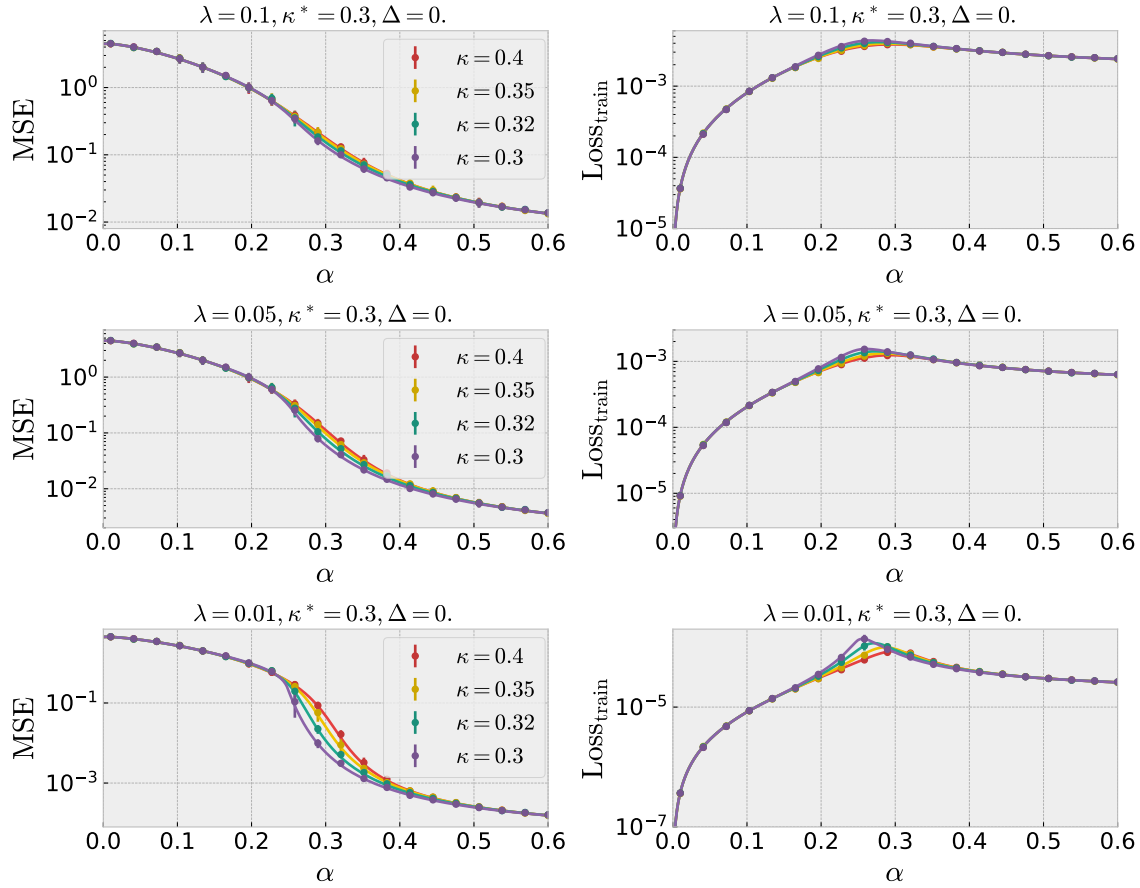 λ = 0.1, κ* = 0.3, Δ = 0.
MSE
10⁰
10⁻¹
10⁻²
κ = 0.4
κ = 0.35
κ = 0.32
κ = 0.3
0.0 0.1 0.2 0.3 0.4 0.5 0.6
α
λ = 0.1, κ* = 0.3, Δ = 0.
Loss_train
10⁻³
10⁻⁴
10⁻⁵
0.0 0.1 0.2 0.3 0.4 0.5 0.6
α
λ = 0.05, κ* = 0.3, Δ = 0.
MSE
10⁰
10⁻¹
10⁻²
κ = 0.4
κ = 0.35
κ = 0.32
κ = 0.3
0.0 0.1 0.2 0.3 0.4 0.5 0.6
α
λ = 0.05, κ* = 0.3, Δ = 0.
Loss_train
10⁻³
10⁻⁴
10⁻⁵
0.0 0.1 0.2 0.3 0.4 0.5 0.6
α
λ = 0.01, κ* = 0.3, Δ = 0.
MSE
10⁻¹
10⁻³
κ = 0.4
κ = 0.35
κ = 0.32
κ = 0.3
0.0 0.1 0.2 0.3 0.4 0.5 0.6
α
λ = 0.01, κ* = 0.3, Δ = 0.
Loss_train
10⁻⁵
10⁻⁷
0.0 0.1 0.2 0.3 0.4 0.5 0.6
α